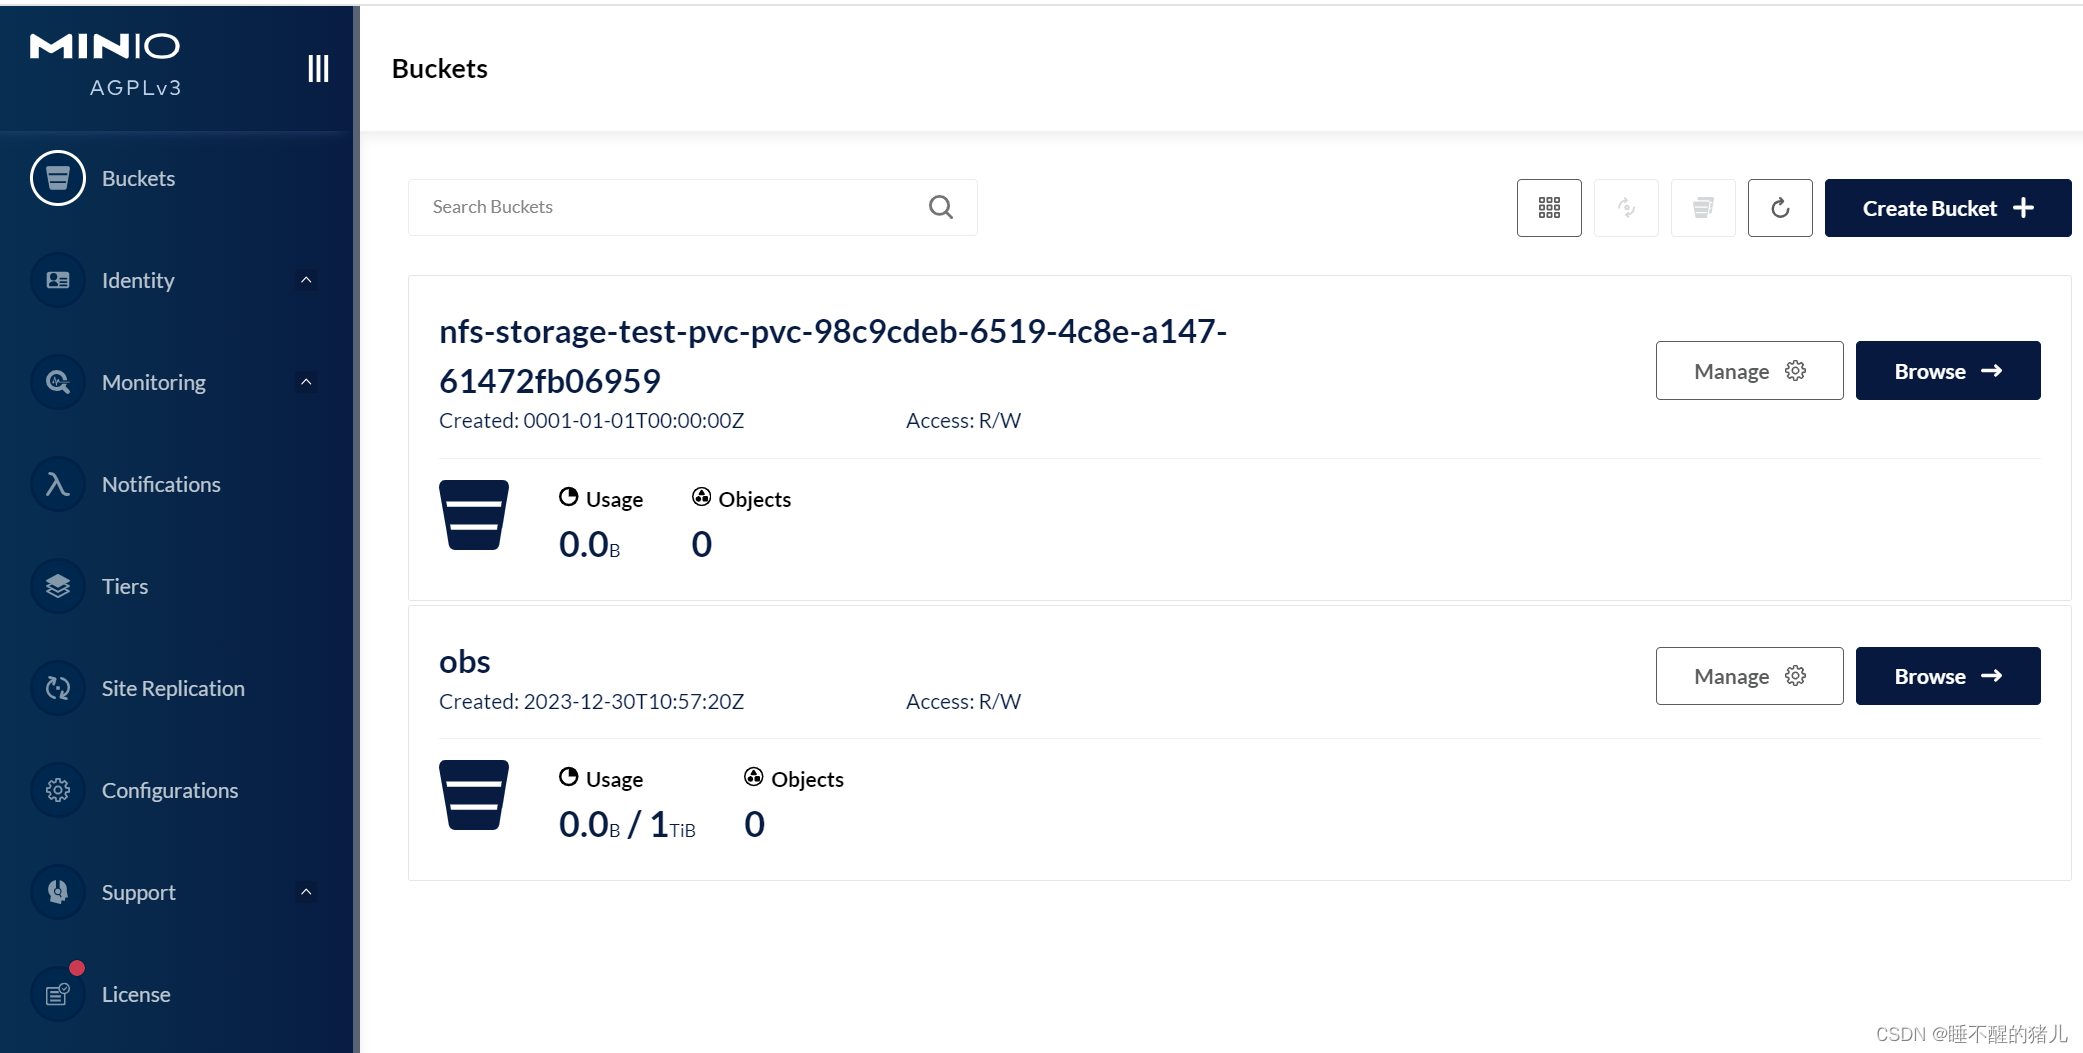 MINIO
AGPLv3
Buckets
Identity
Monitoring
Notifications
Tiers
Site Replication
Configurations
Support
License
Buckets
Search Buckets
Create Bucket
nfs-storage-test-pvc-pvc-98c9cdeb-6519-4c8e-a147-
61472fb06959
Created: 0001-01-01T00:00:00Z Access: R/W
Manage Browse
Usage Objects
0.0B 0
obs
Created: 2023-12-30T10:57:20Z Access: R/W
Manage Browse
Usage Objects
0.0B / 1TiB 0
CSDN @睡不醒的猪儿